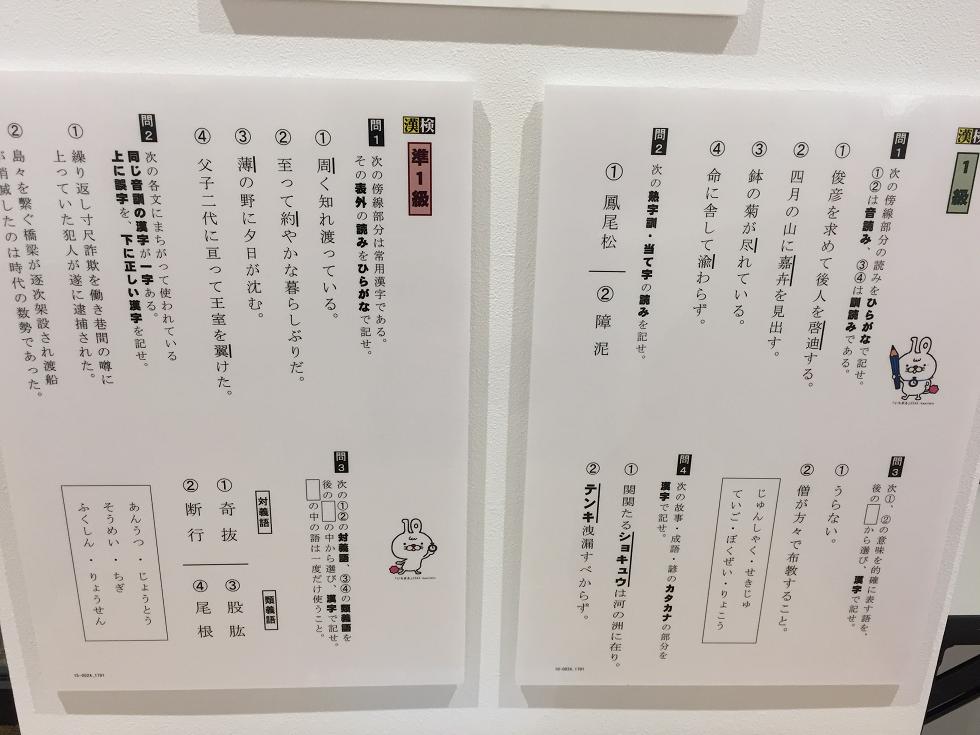 漢検
1級
問1
次の傍線部分の読みをひらがなで記せ。
①②は音読み、③④は訓読みである。
① 俊彦を求めて後人を啓迪する。
② 四月の山に嘉卉を見出す。
③ 鉢の菊が尽れている。
④ 命に舎して渝わらず。
問2
次の熟字訓・当て字の読みを記せ。
① 鳳尾松
② 障泥
問3
次①、②の意味を的確に表す語を、
後の□から選び、漢字で記せ。
① うらない。
② 僧が方々で布教すること。
じゅんしゃく・せきじゅ
ていご・ぼくぜい・りょこう
問4
次の故事・成語・諺のカタカナの部分を
漢字で記せ。
① 関関たるショキュウは河の洲に在り。
② テンキ洩漏すべからず。
漢検
準1級
問1
次の傍線部分は常用漢字である。
その表外の読みをひらがなで記せ。
① 周く知れ渡っている。
② 至って約やかな暮らしぶりだ。
③ 薄の野に夕日が沈む。
④ 父子二代に亘って王室を翼けた。
問2
次の各文にまちがって使われている
同じ音訓の漢字が一字ある。
上に誤字を、下に正しい漢字を記せ。
① 繰り返し寸尺詐欺を働き巷間の噂に
上っていた犯人が遂に逮捕された。
② 島々を繋ぐ橋梁が逐次架設され渡船
が消滅したのは時代の数勢であった。
問3
次の①②の対義語、③④の類義語を
後の□の中から選び、漢字で記せ。
□の中の語は一度だけ使うこと。
対義語
① 奇抜
② 断行
類義語
③ 股肱
④ 尾根
あんうつ・じょうとう
そうめい・ちぎ
ふくしん・りょうせん